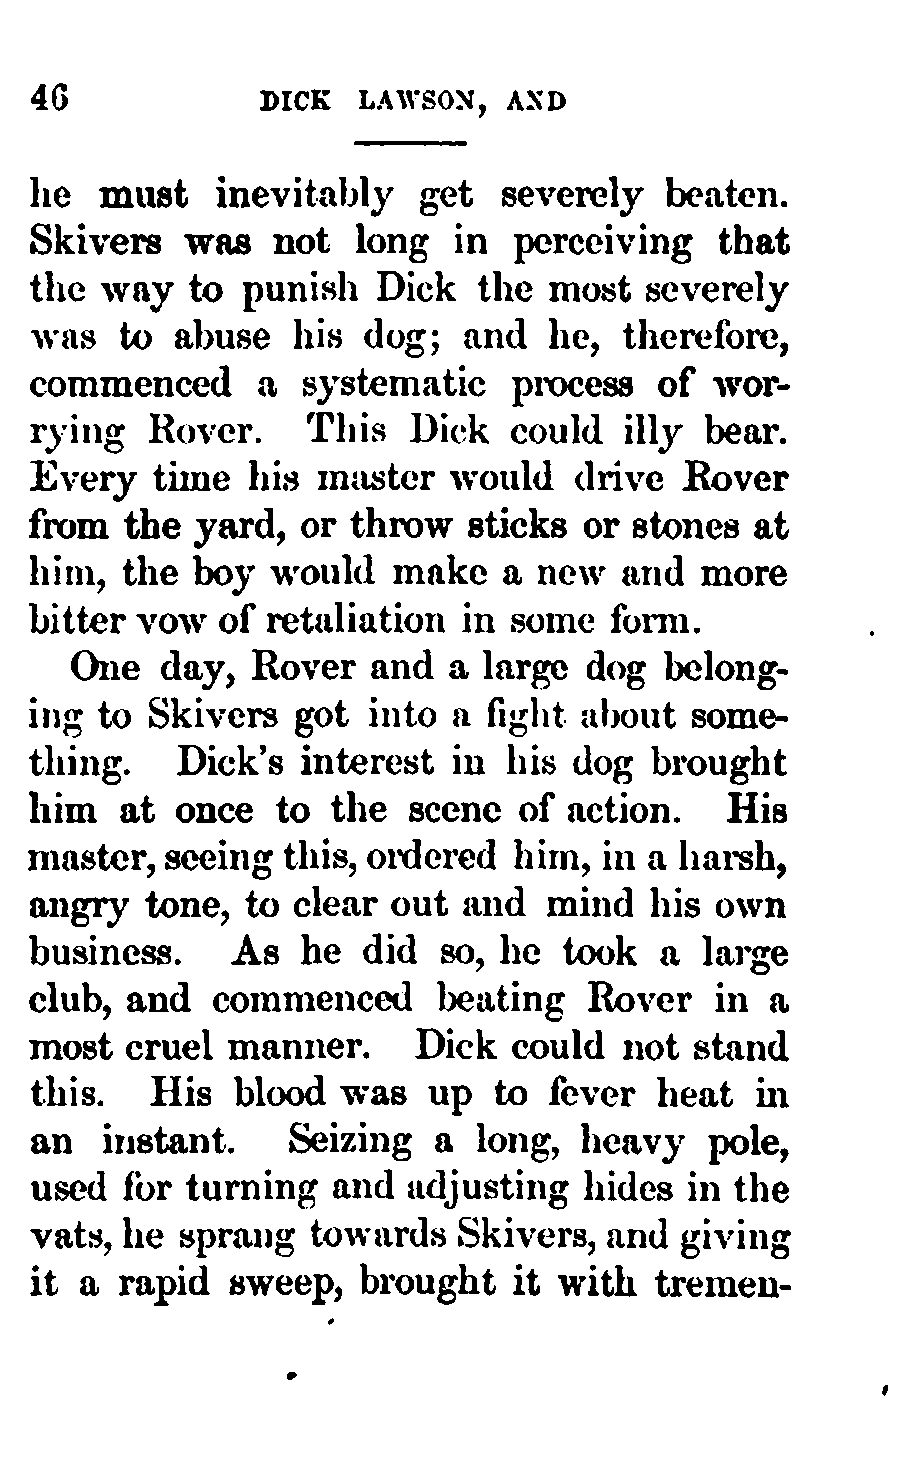 46 DICK LAWSON, AND
he must inevitably get severely beaten.
Skivers was not long in perceiving that
the way to punish Dick the most severely
was to abuse his dog; and he, therefore,
commenced a systematic process of wor-
rying Rover. This Dick could illy bear.
Every time his master would drive Rover
from the yard, or throw sticks or stones at
him, the boy would make a new and more
bitter vow of retaliation in some form.
One day, Rover and a large dog belong-
ing to Skivers got into a fight about some-
thing. Dick's interest in his dog brought
him at once to the scene of action. His
master, seeing this, ordered him, in a harsh,
angry tone, to clear out and mind his own
business. As he did so, he took a large
club, and commenced beating Rover in a
most cruel manner. Dick could not stand
this. His blood was up to fever heat in
an instant. Seizing a long, heavy pole,
used for turning and adjusting hides in the
vats, he sprang towards Skivers, and giving
it a rapid sweep, brought it with tremen-